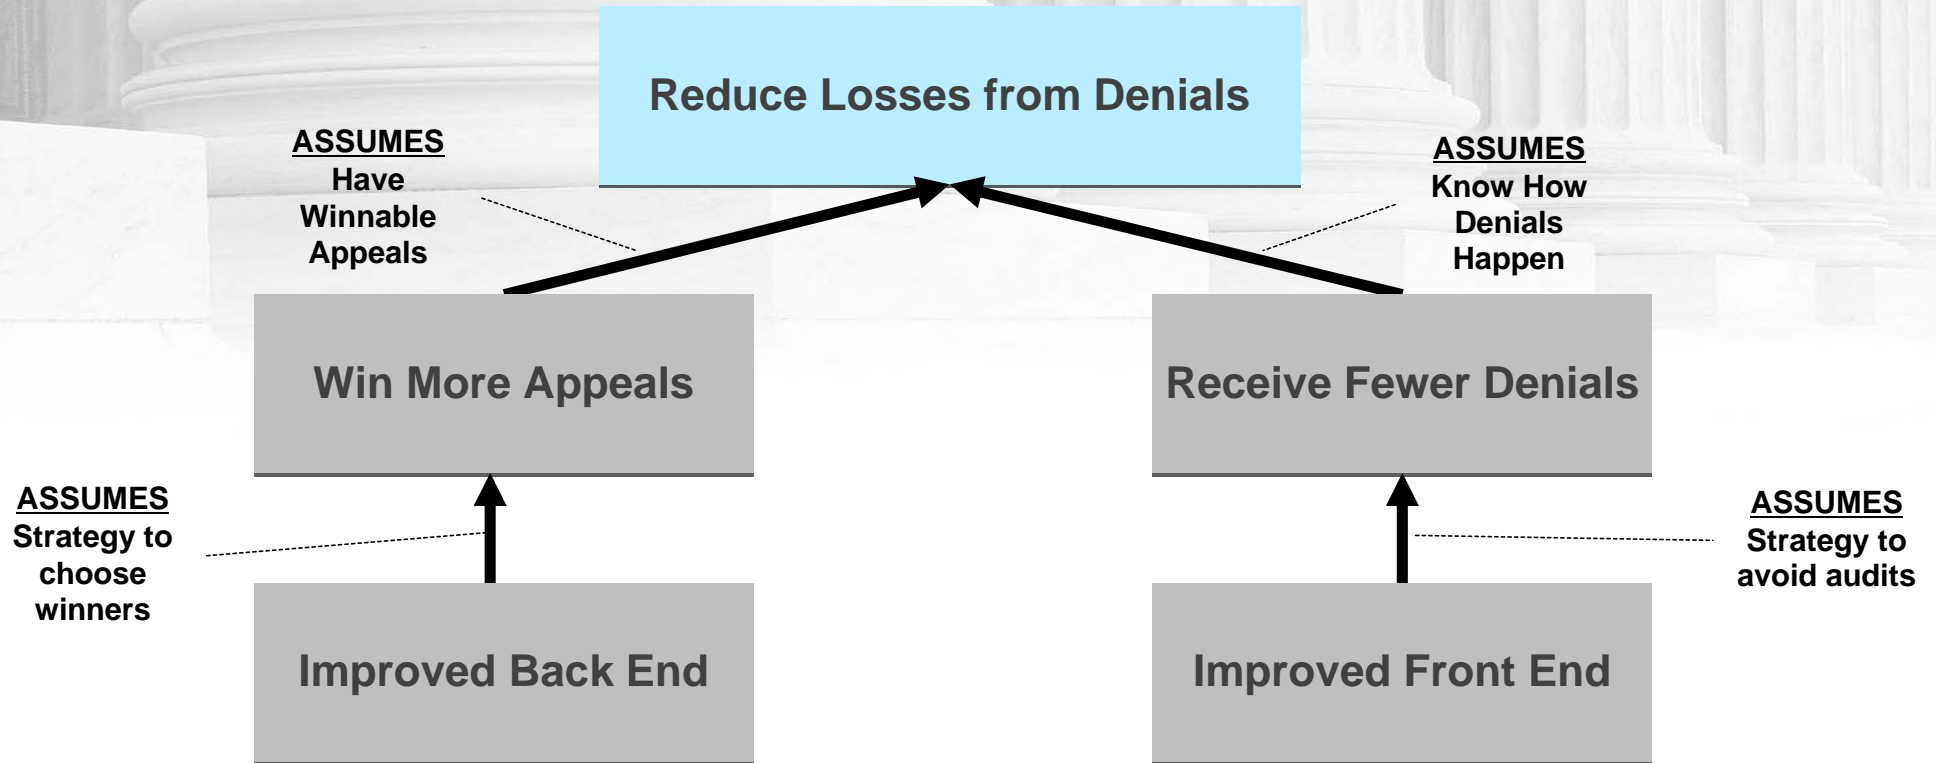 Reduce Losses from Denials
ASSUMES
Have
Winnable
Appeals
ASSUMES
Know How
Denials
Happen
Win More Appeals
Receive Fewer Denials
ASSUMES
Strategy to
choose
winners
ASSUMES
Strategy to
avoid audits
Improved Back End
Improved Front End